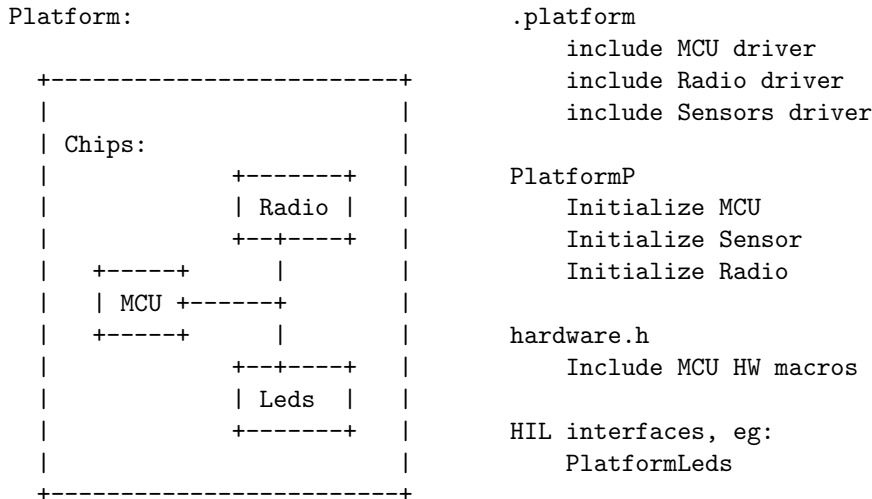 Platform:
Chips:
Radio
MCU
Leds
.platform
include MCU driver
include Radio driver
include Sensors driver
PlatformP
Initialize MCU
Initialize Sensor
Initialize Radio
hardware.h
Include MCU HW macros
HIL interfaces, eg:
PlatformLeds